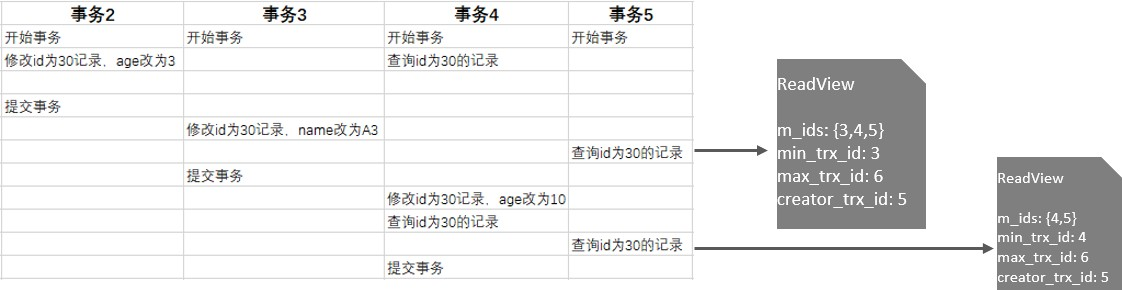 事务2 事务3 事务4 事务5
开始事务 开始事务 开始事务 开始事务
修改id为30记录、age改为3 查询id为30的记录
提交事务
修改id为30记录、name改为A3
查询id为30的记录
提交事务
修改id为30记录、age改为10
查询id为30的记录
查询id为30的记录
提交事务
ReadView
m_ids: {3,4,5}
min_trx_id: 3
max_trx_id: 6
creator_trx_id: 5
ReadView
m_ids: {4,5}
min_trx_id: 4
max_trx_id: 6
creator_trx_id: 5